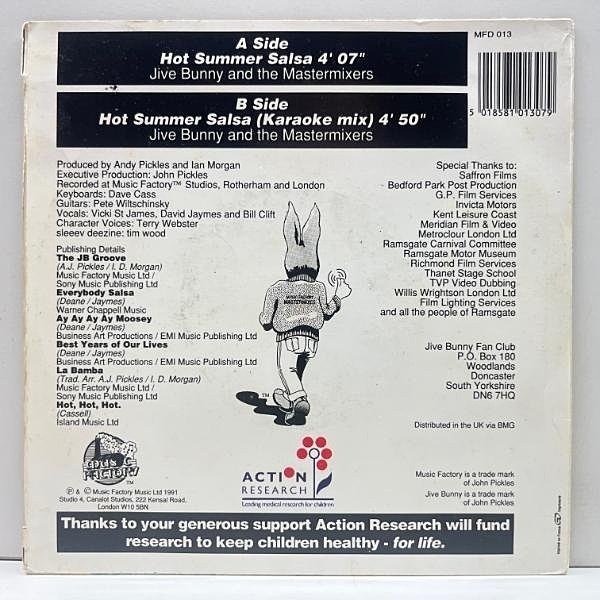 A Side
Hot Summer Salsa 4' 07"
Jive Bunny and the Mastermixers
B Side
Hot Summer Salsa (Karaoke mix) 4' 50"
Jive Bunny and the Mastermixers
MFD 013
5 018581 013079
Produced by Andy Pickles and Ian Morgan
Executive Production: John Pickles
Recorded at Music Factory™ Studios, Rotherham and London
Keyboards: Dave Cass
Guitars: Pete Wiltschinsky
Vocals: Vicki St James, David Jaymes and Bill Clift
Character Voices: Terry Webster
sleev deezine: tim wood
Publishing Details
The JB Groove
(A.J. Pickles / I. D. Morgan)
Music Factory Music Ltd /
Sony Music Publishing Ltd
Everybody Salsa
(Deane / Jaymes)
Warner Chappell Music
Ay Ay Ay Ay Moosey
(Deane / Jaymes)
Business Art Productions / EMI Music Publishing Ltd
Best Years of Our Lives
(Deane / Jaymes)
Business Art Productions / EMI Music Publishing Ltd
La Bamba
(Trad. Arr. A.J. Pickles / I. D. Morgan)
Music Factory Music Ltd /
Sony Music Publishing Ltd
Hot, Hot, Hot.
(Cassell)
Island Music Ltd
MUSIC FACTORY
MASTERMIXERS
Special Thanks to:
Saffron Films
Bedford Park Post Production
G.P. Film Services
Invicta Motors
Kent Leisure Coast
Meridian Film & Video
Metroclour London Ltd
Ramsgate Carnival Committee
Ramsgate Motor Museum
Richmond Film Services
Thanet Stage School
TVP Video Dubbing
Willis Wrightson London Ltd
Film Lighting Services
and all the people of Ramsgate
Jive Bunny Fan Club
P.O. Box 180
Woodlands
Doncaster
South Yorkshire
DN6 7HQ
Distributed in the UK via BMG
MUSIC
FACTORY
TM
℗ & © Music Factory Music Ltd 1991
Studio 4, Canalot Studios, 222 Kensal Road,
London W10 5BN
ACTION
RESEARCH
Leading medical research for children
Music Factory is a trade mark
of John Pickles
Jive Bunny is a trade mark
of John Pickles
Thanks to your generous support Action Research will fund
research to keep children healthy - for life.